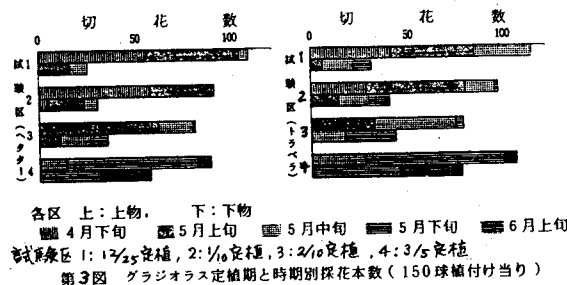 切 花 数
0 50 100
試験区(ヘクター)
1
2
3
4
切 花 数
0 50 100
試験区(トラベラ)
1
2
3
4
各区 上:上物, 下:下物
4月下旬 5月上旬 5月中旬 5月下旬 6月上旬
試験区 1:12/25定植, 2:1/10定植, 3:2/10定植, 4:3/5定植
第3図 グラジオラス定植期と時期別採花本数(150球植付け当り)